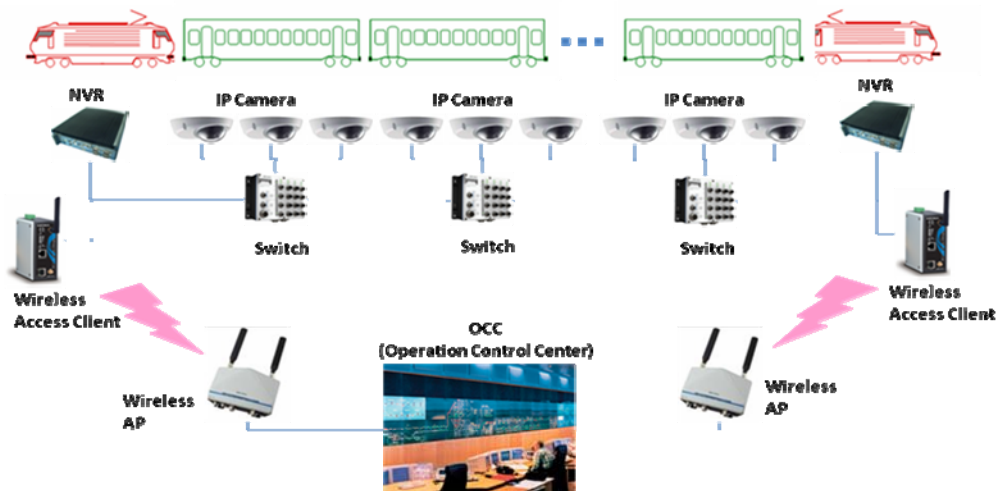 NVR
IP Camera
IP Camera
IP Camera
NVR
Switch
Switch
Switch
Wireless
Access Client
Wireless
Access Client
OCC
(Operation Control Center)
Wireless
AP
Wireless
AP